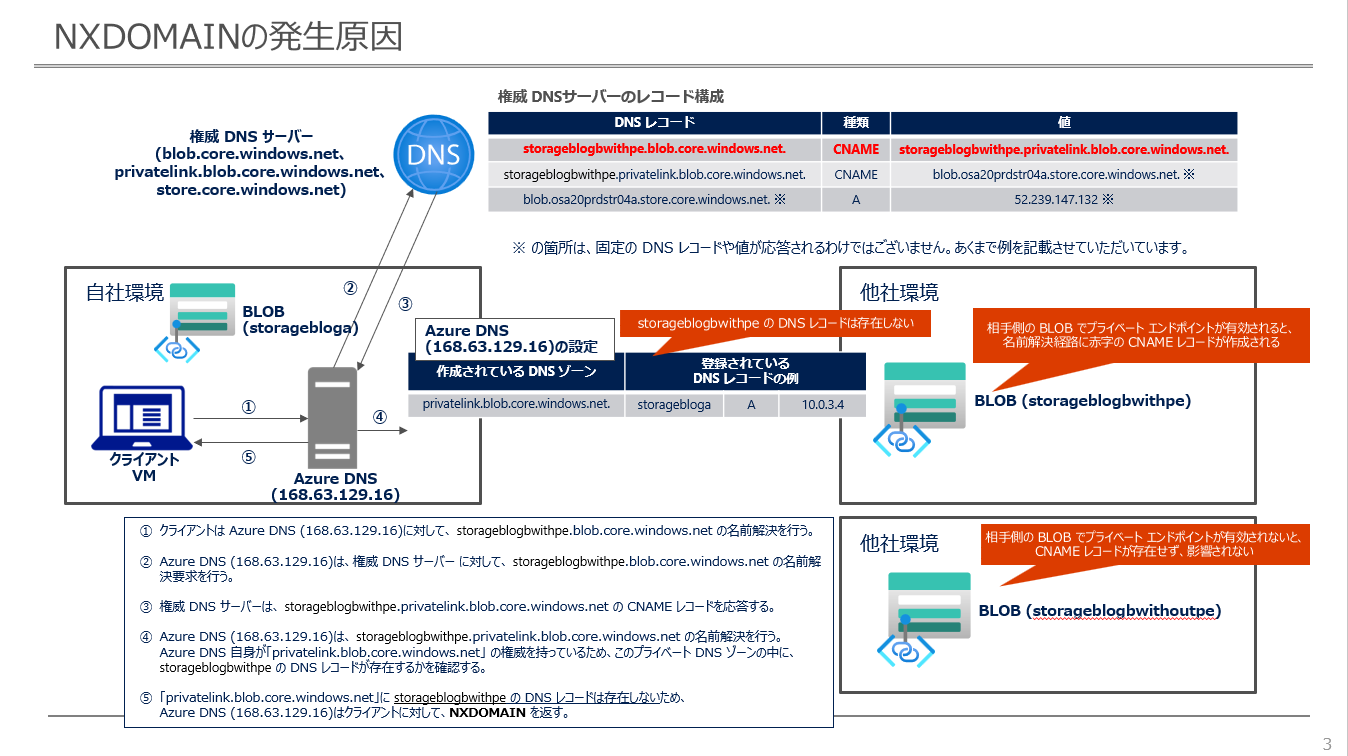 NXDOMAINの発生原因
権威 DNSサーバーのレコード構成
DNS レコード 種類 値
storageblogbwithpe.blob.core.windows.net. CNAME storageblogbwithpe.privatelink.blob.core.windows.net.
storageblogbwithpe.privatelink.blob.core.windows.net. CNAME blob.osa20prdstr04a.store.core.windows.net. ※
blob.osa20prdstr04a.store.core.windows.net. ※ A 52.239.147.132 ※
※ の箇所は、固定の DNS レコードや値が応答されるわけではございません。あくまで例を記載させていただいています。
権威 DNS サーバー
(blob.core.windows.net、
privatelink.blob.core.windows.net、
store.core.windows.net)
DNS
②
③
自社環境
BLOB
(storagebloga)
Azure DNS
(168.63.129.16)の設定
storageblogbwithpe の DNS レコードは存在しない
作成されている DNS ゾーン
登録されている
DNS レコードの例
privatelink.blob.core.windows.net. storagebloga A 10.0.3.4
①
④
⑤
クライアント
VM
Azure DNS
(168.63.129.16)
他社環境
相手側の BLOB でプライベート エンドポイントが有効されると、
名前解決経路に赤字の CNAME レコードが作成される
BLOB (storageblogbwithpe)
他社環境
相手側の BLOB でプライベート エンドポイントが有効されないと、
CNAME レコードが存在せず、影響されない
BLOB (storageblogbwithoutpe)
① クライアントは Azure DNS (168.63.129.16)に対して、storageblogbwithpe.blob.core.windows.net の名前解決を行う。
② Azure DNS (168.63.129.16)は、権威 DNS サーバー に対して、storageblogbwithpe.blob.core.windows.net の名前解
決要求を行う。
③ 権威 DNS サーバーは、storageblogbwithpe.privatelink.blob.core.windows.net の CNAME レコードを応答する。
④ Azure DNS (168.63.129.16)は、storageblogbwithpe.privatelink.blob.core.windows.net の名前解決を行う。
Azure DNS 自身が「privatelink.blob.core.windows.net」 の権威を持っているため、このプライベート DNS ゾーンの中に、
storageblogbwithpe の DNS レコードが存在するかを確認する。
⑤ 「privatelink.blob.core.windows.net」に storageblogbwithpe の DNS レコードは存在しないため、
Azure DNS (168.63.129.16)はクライアントに対して、NXDOMAIN を返す。
3